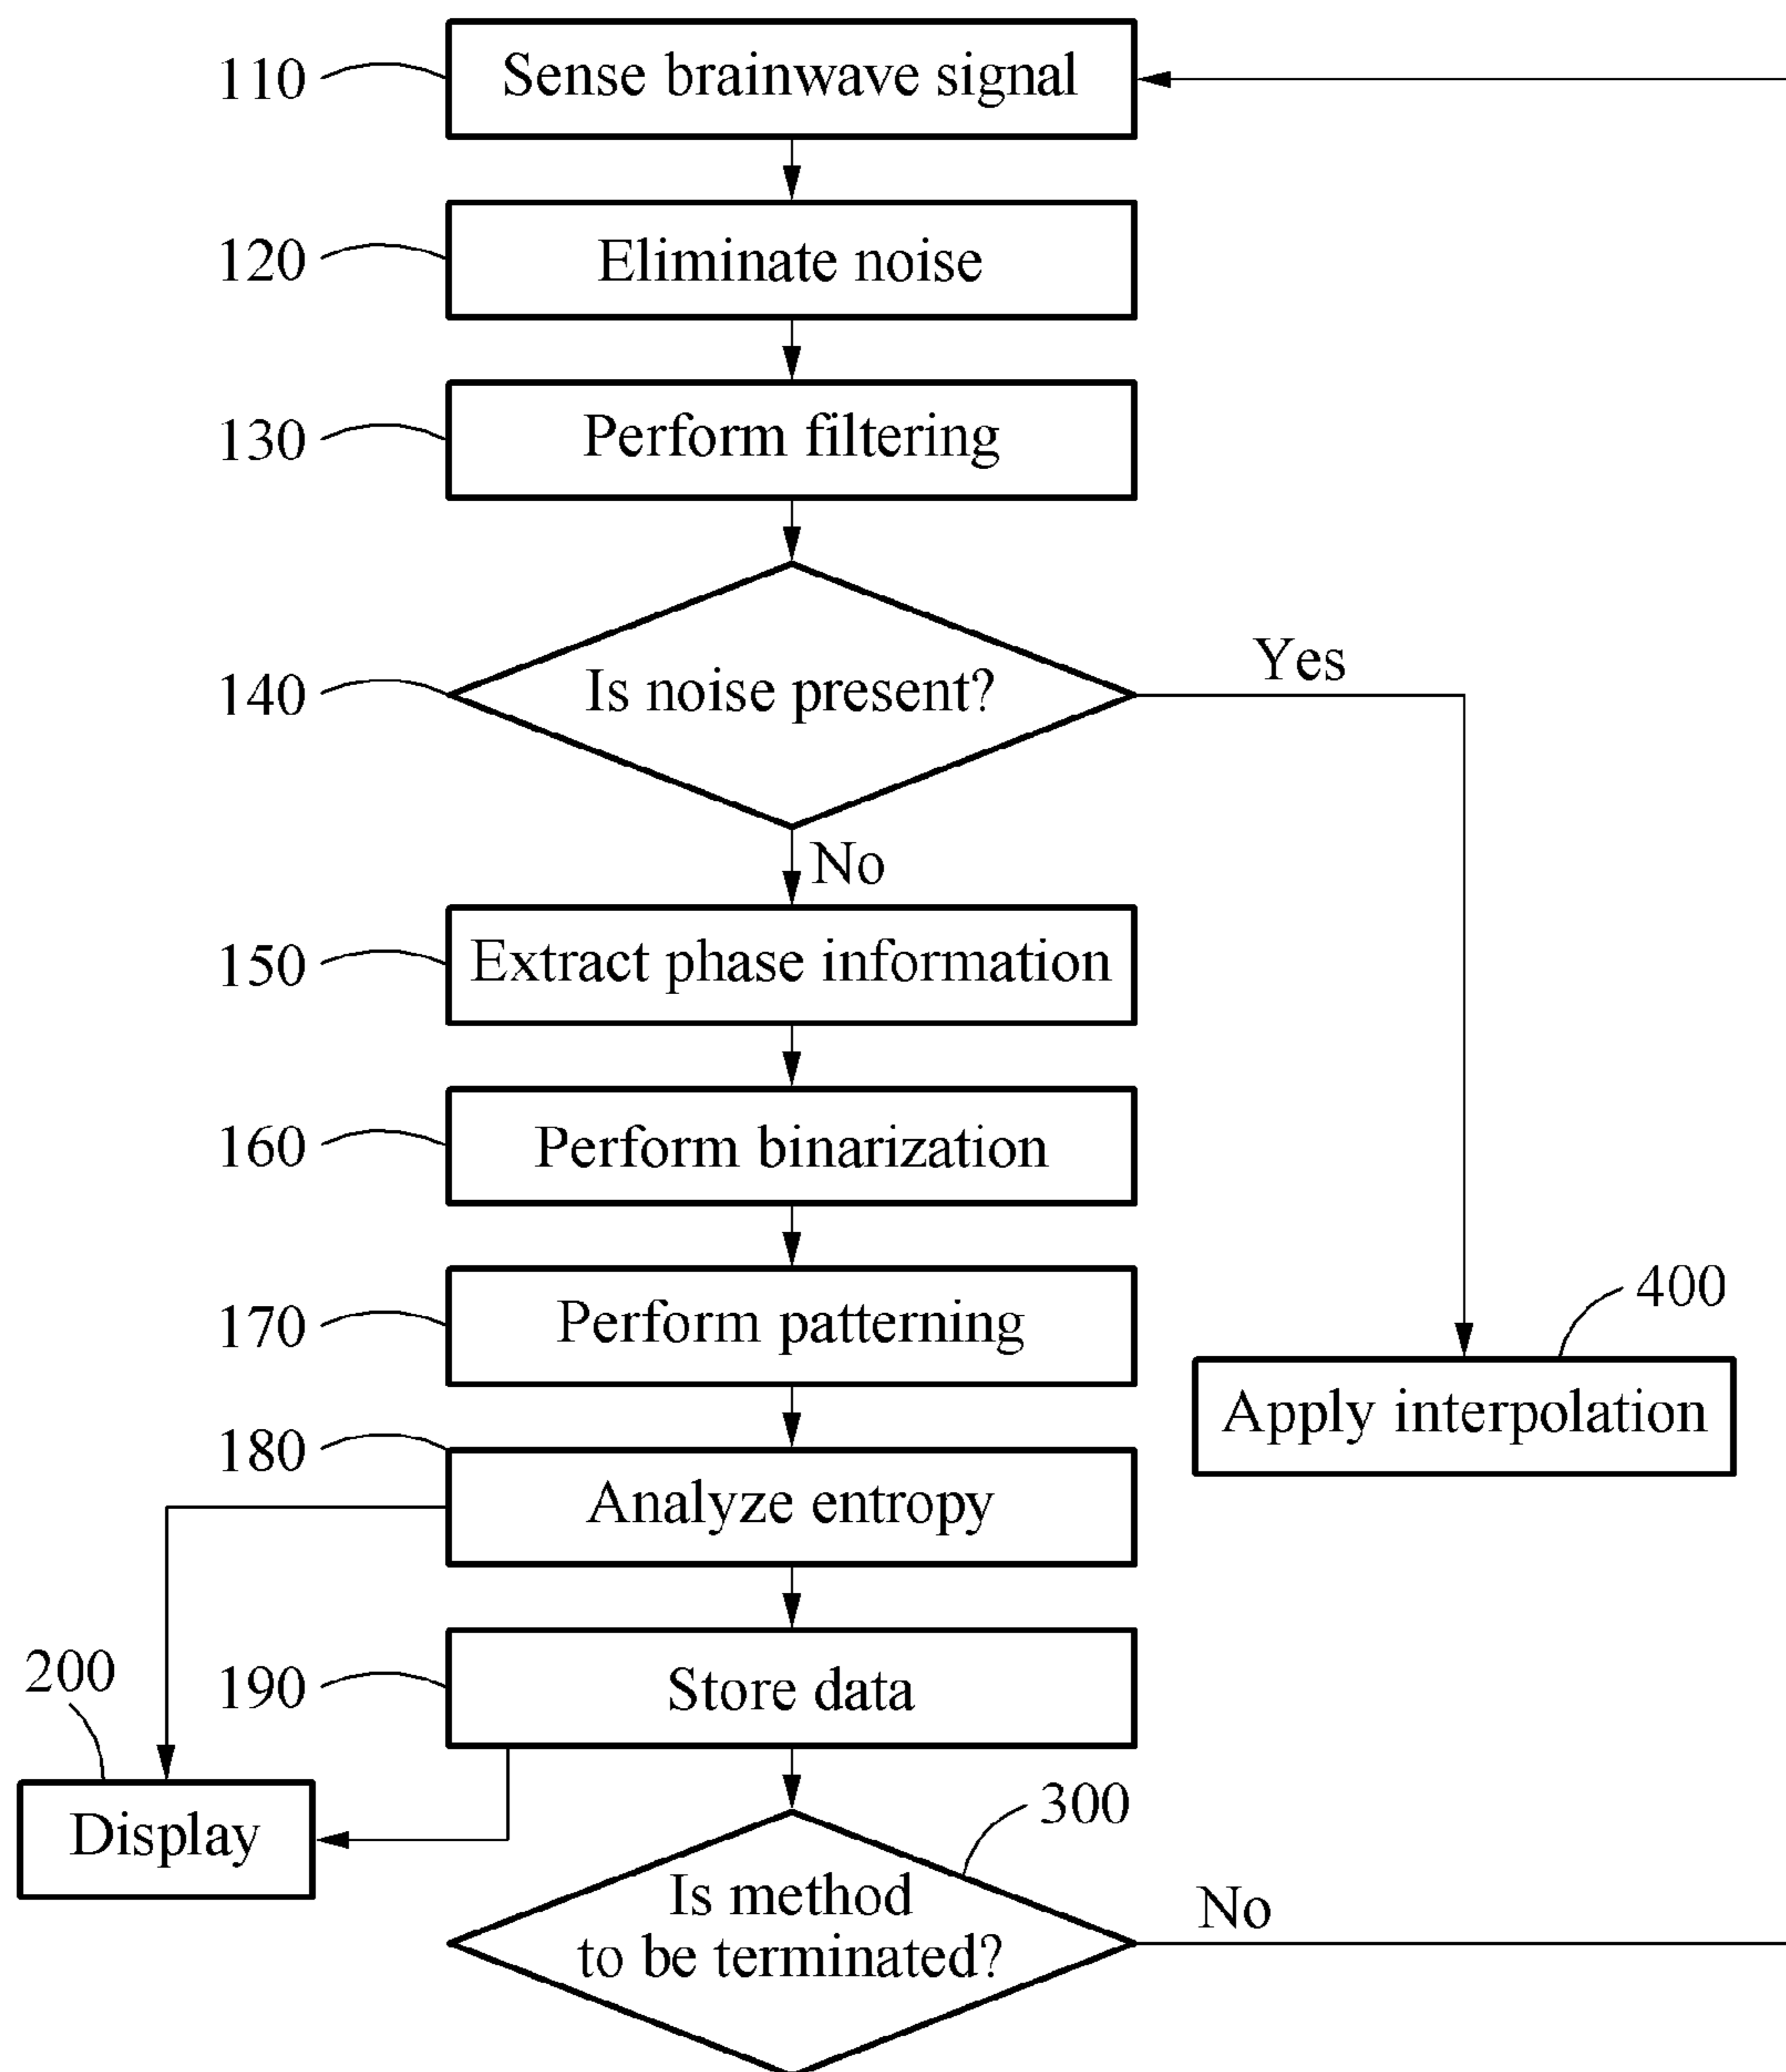 110
Sense brainwave signal
120
Eliminate noise
130
Perform filtering
140
Is noise present?
Yes
No
150
Extract phase information
160
Perform binarization
170
Perform patterning
400
Apply interpolation
180
Analyze entropy
200
190
Store data
Display
300
Is method
to be terminated?
No